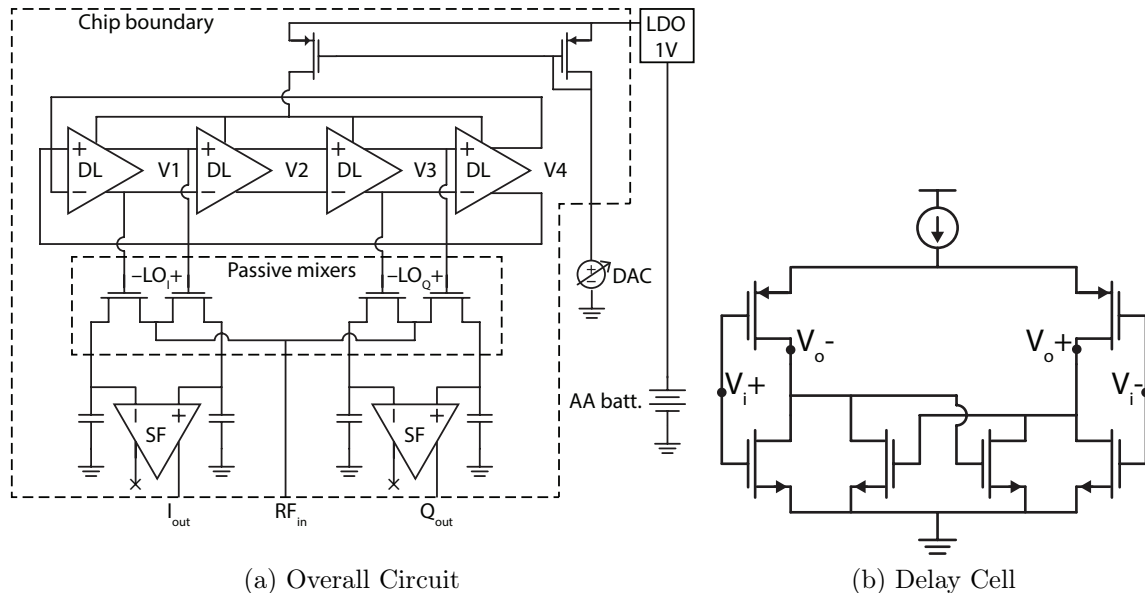 Chip boundary
LDO
1V
+
DL
−
V1
+
DL
−
V2
+
DL
−
V3
+
DL
−
V4
Passive mixers
−LO_I+
−LO_Q+
+
−
DAC
AA batt.
− +
SF
− +
SF
I_out
RF_in
Q_out
(a) Overall Circuit
V_o-
V_o+
V_i+
V_i-
(b) Delay Cell